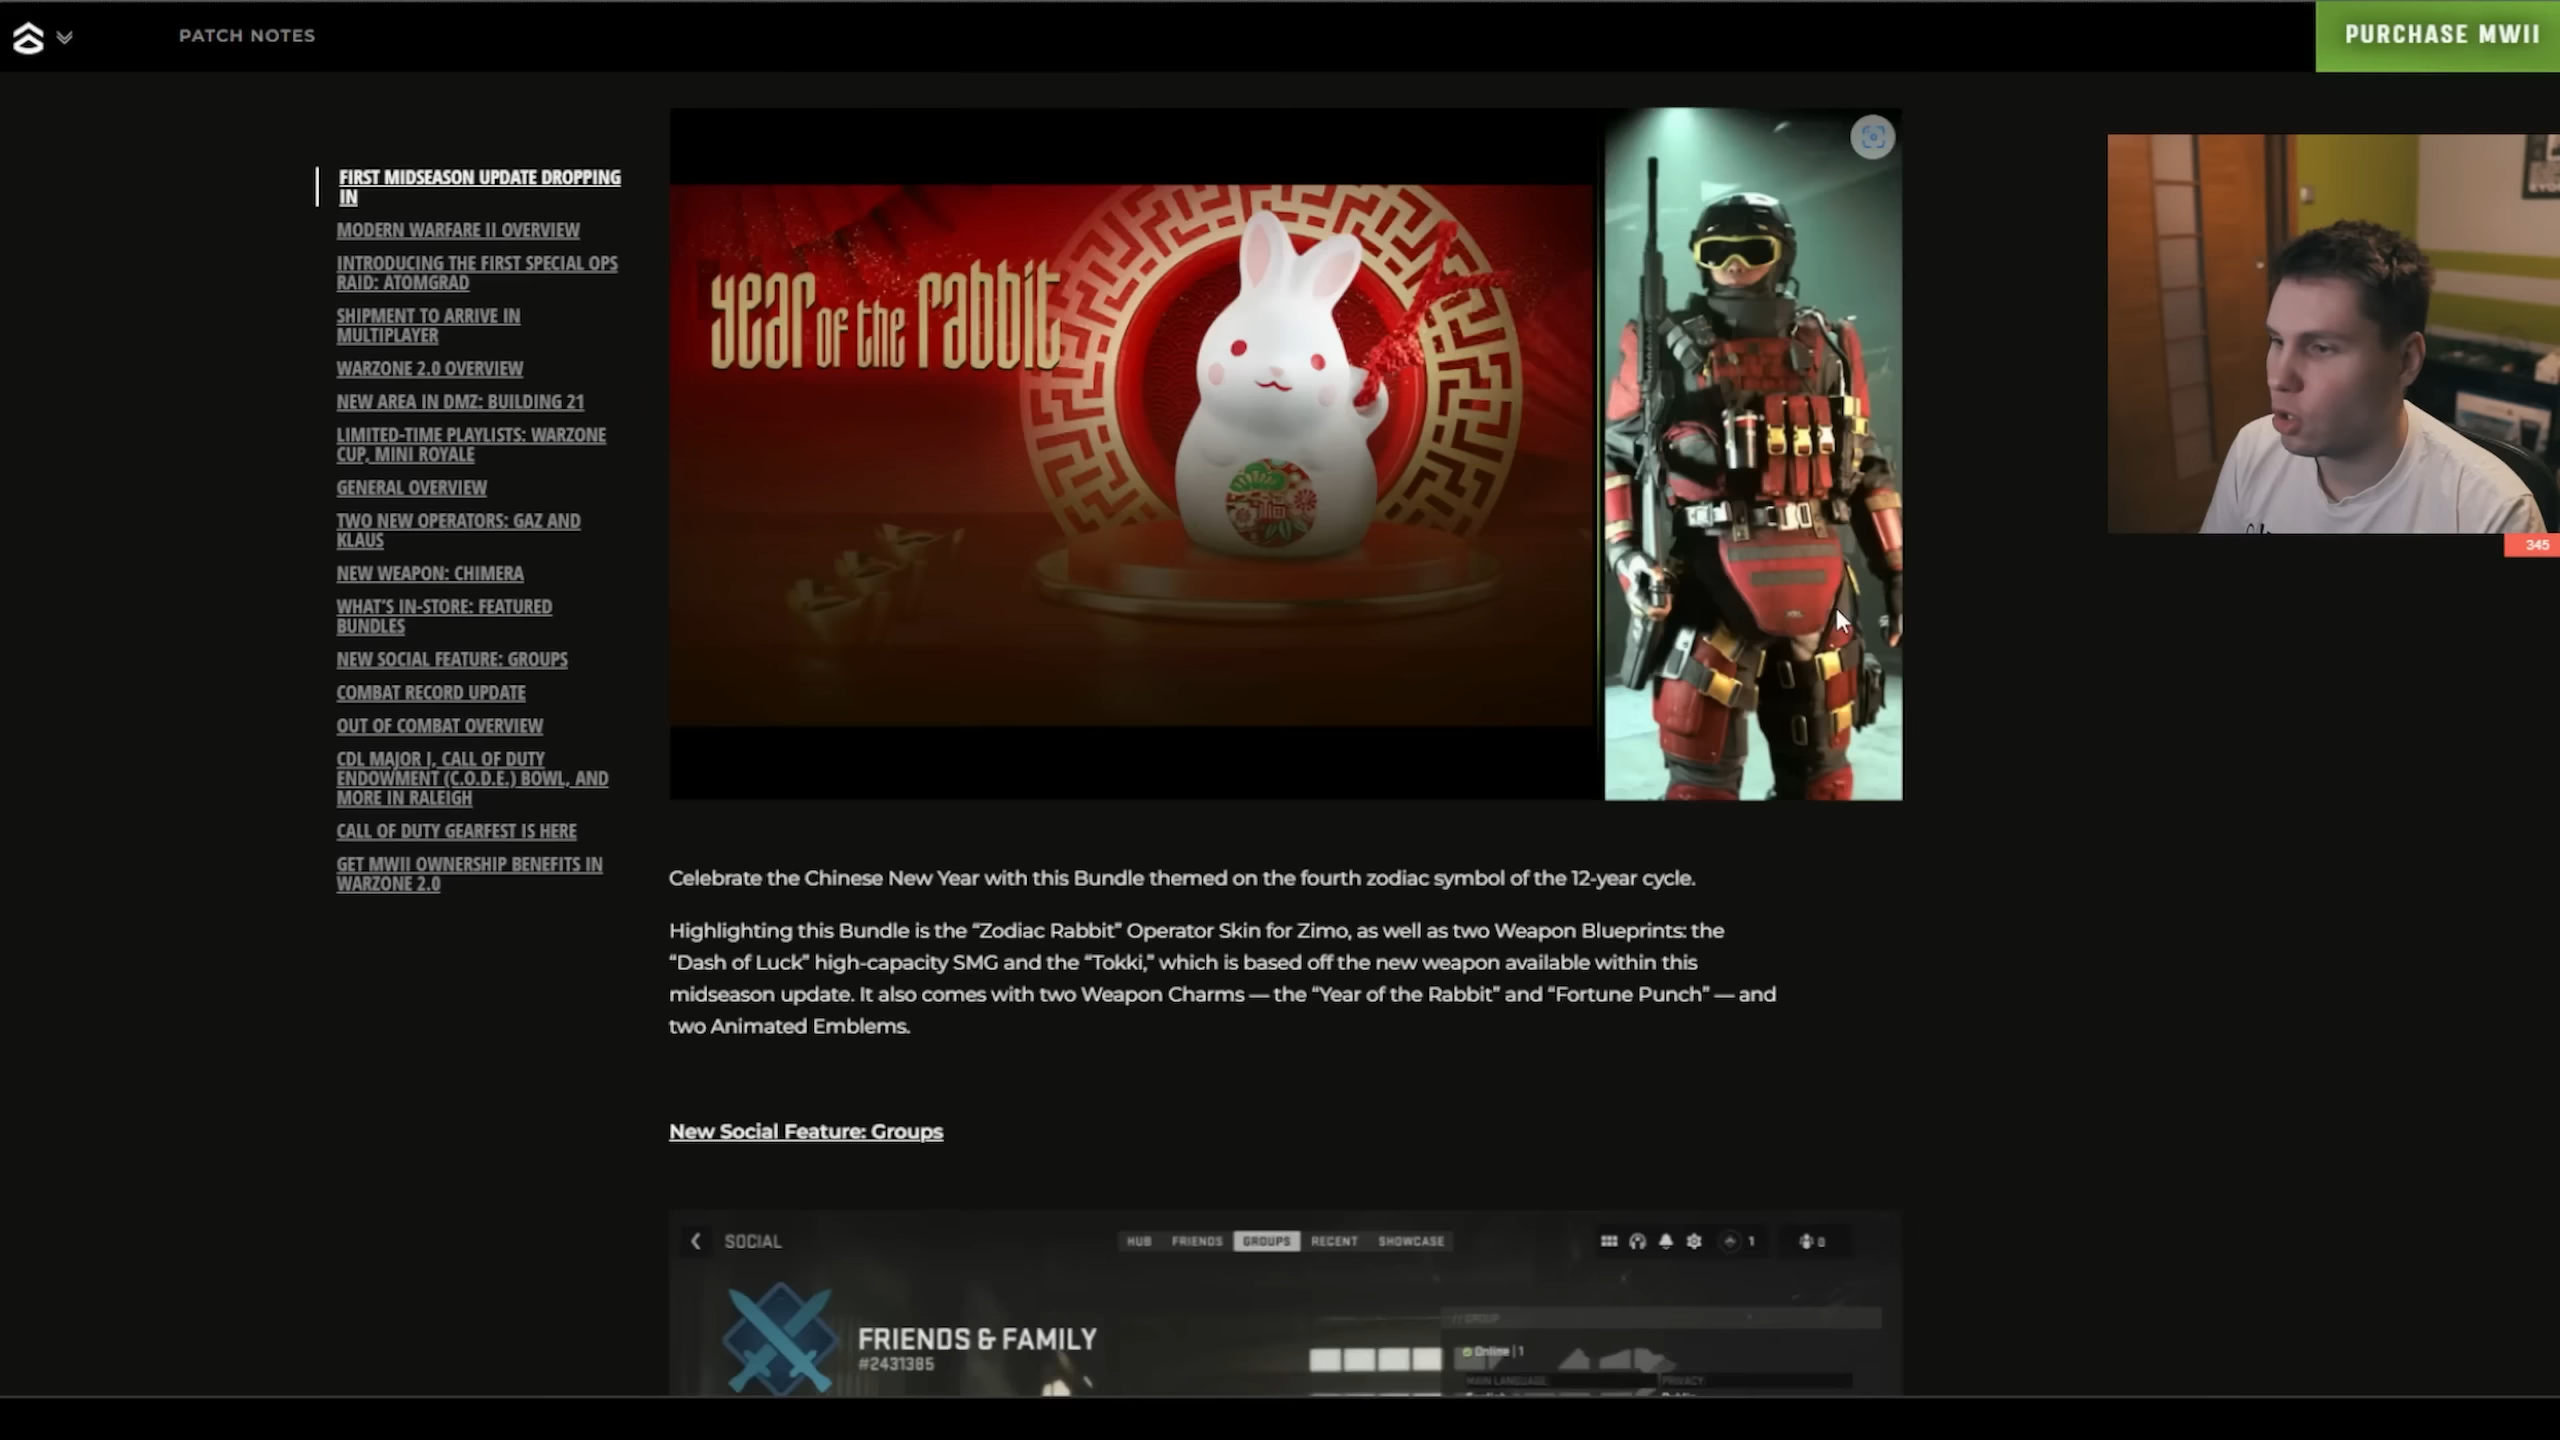 PATCH NOTES
PURCHASE MWII
FIRST MIDSEASON UPDATE DROPPING
IN
MODERN WARFARE II OVERVIEW
INTRODUCING THE FIRST SPECIAL OPS
RAID: ATOMGRAD
SHIPMENT TO ARRIVE IN
MULTIPLAYER
WARZONE 2.0 OVERVIEW
NEW AREA IN DMZ: BUILDING 21
LIMITED-TIME PLAYLISTS: WARZONE
CUP, MINI ROYALE
GENERAL OVERVIEW
TWO NEW OPERATORS: GAZ AND
KLAUS
NEW WEAPON: CHIMERA
WHAT'S IN-STORE: FEATURED
BUNDLES
NEW SOCIAL FEATURE: GROUPS
COMBAT RECORD UPDATE
OUT OF COMBAT OVERVIEW
CDL MAJOR I, CALL OF DUTY
ENDOWMENT (C.O.D.E.) BOWL, AND
MORE IN RALEIGH
CALL OF DUTY GEARFEST IS HERE
GET MWII OWNERSHIP BENEFITS IN
WARZONE 2.0
year of the rabbit
345
Celebrate the Chinese New Year with this Bundle themed on the fourth zodiac symbol of the 12-year cycle.
Highlighting this Bundle is the “Zodiac Rabbit” Operator Skin for Zimo, as well as two Weapon Blueprints: the
“Dash of Luck” high-capacity SMG and the “Tokki,” which is based off the new weapon available within this
midseason update. It also comes with two Weapon Charms — the “Year of the Rabbit” and “Fortune Punch” — and
two Animated Emblems.
New Social Feature: Groups
SOCIAL
HUB FRIENDS GROUPS RECENT SHOWCASE
1
0
FRIENDS & FAMILY
#2431385
// GROUP
Online | 1
MAIN LANGUAGE: PRIVACY: